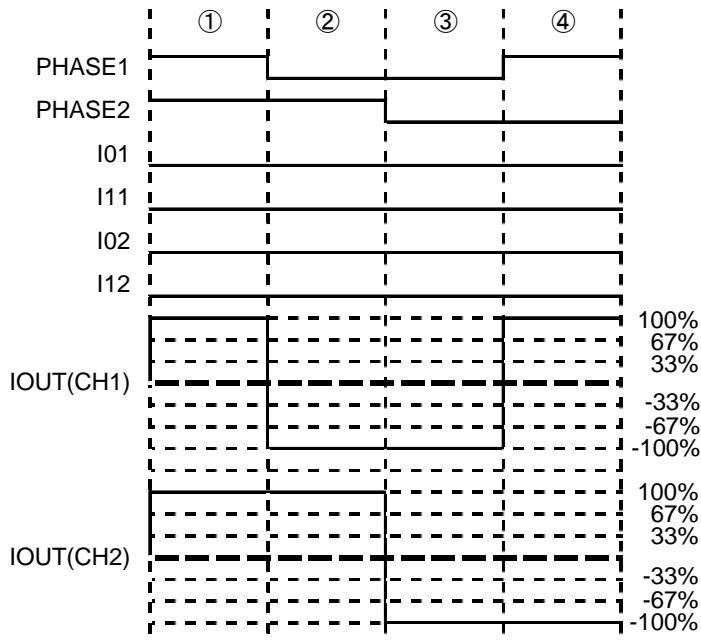 ① ② ③ ④
PHASE1
PHASE2
I01
I11
I02
I12
IOUT(CH1)
100%
67%
33%
-33%
-67%
-100%
IOUT(CH2)
100%
67%
33%
-33%
-67%
-100%